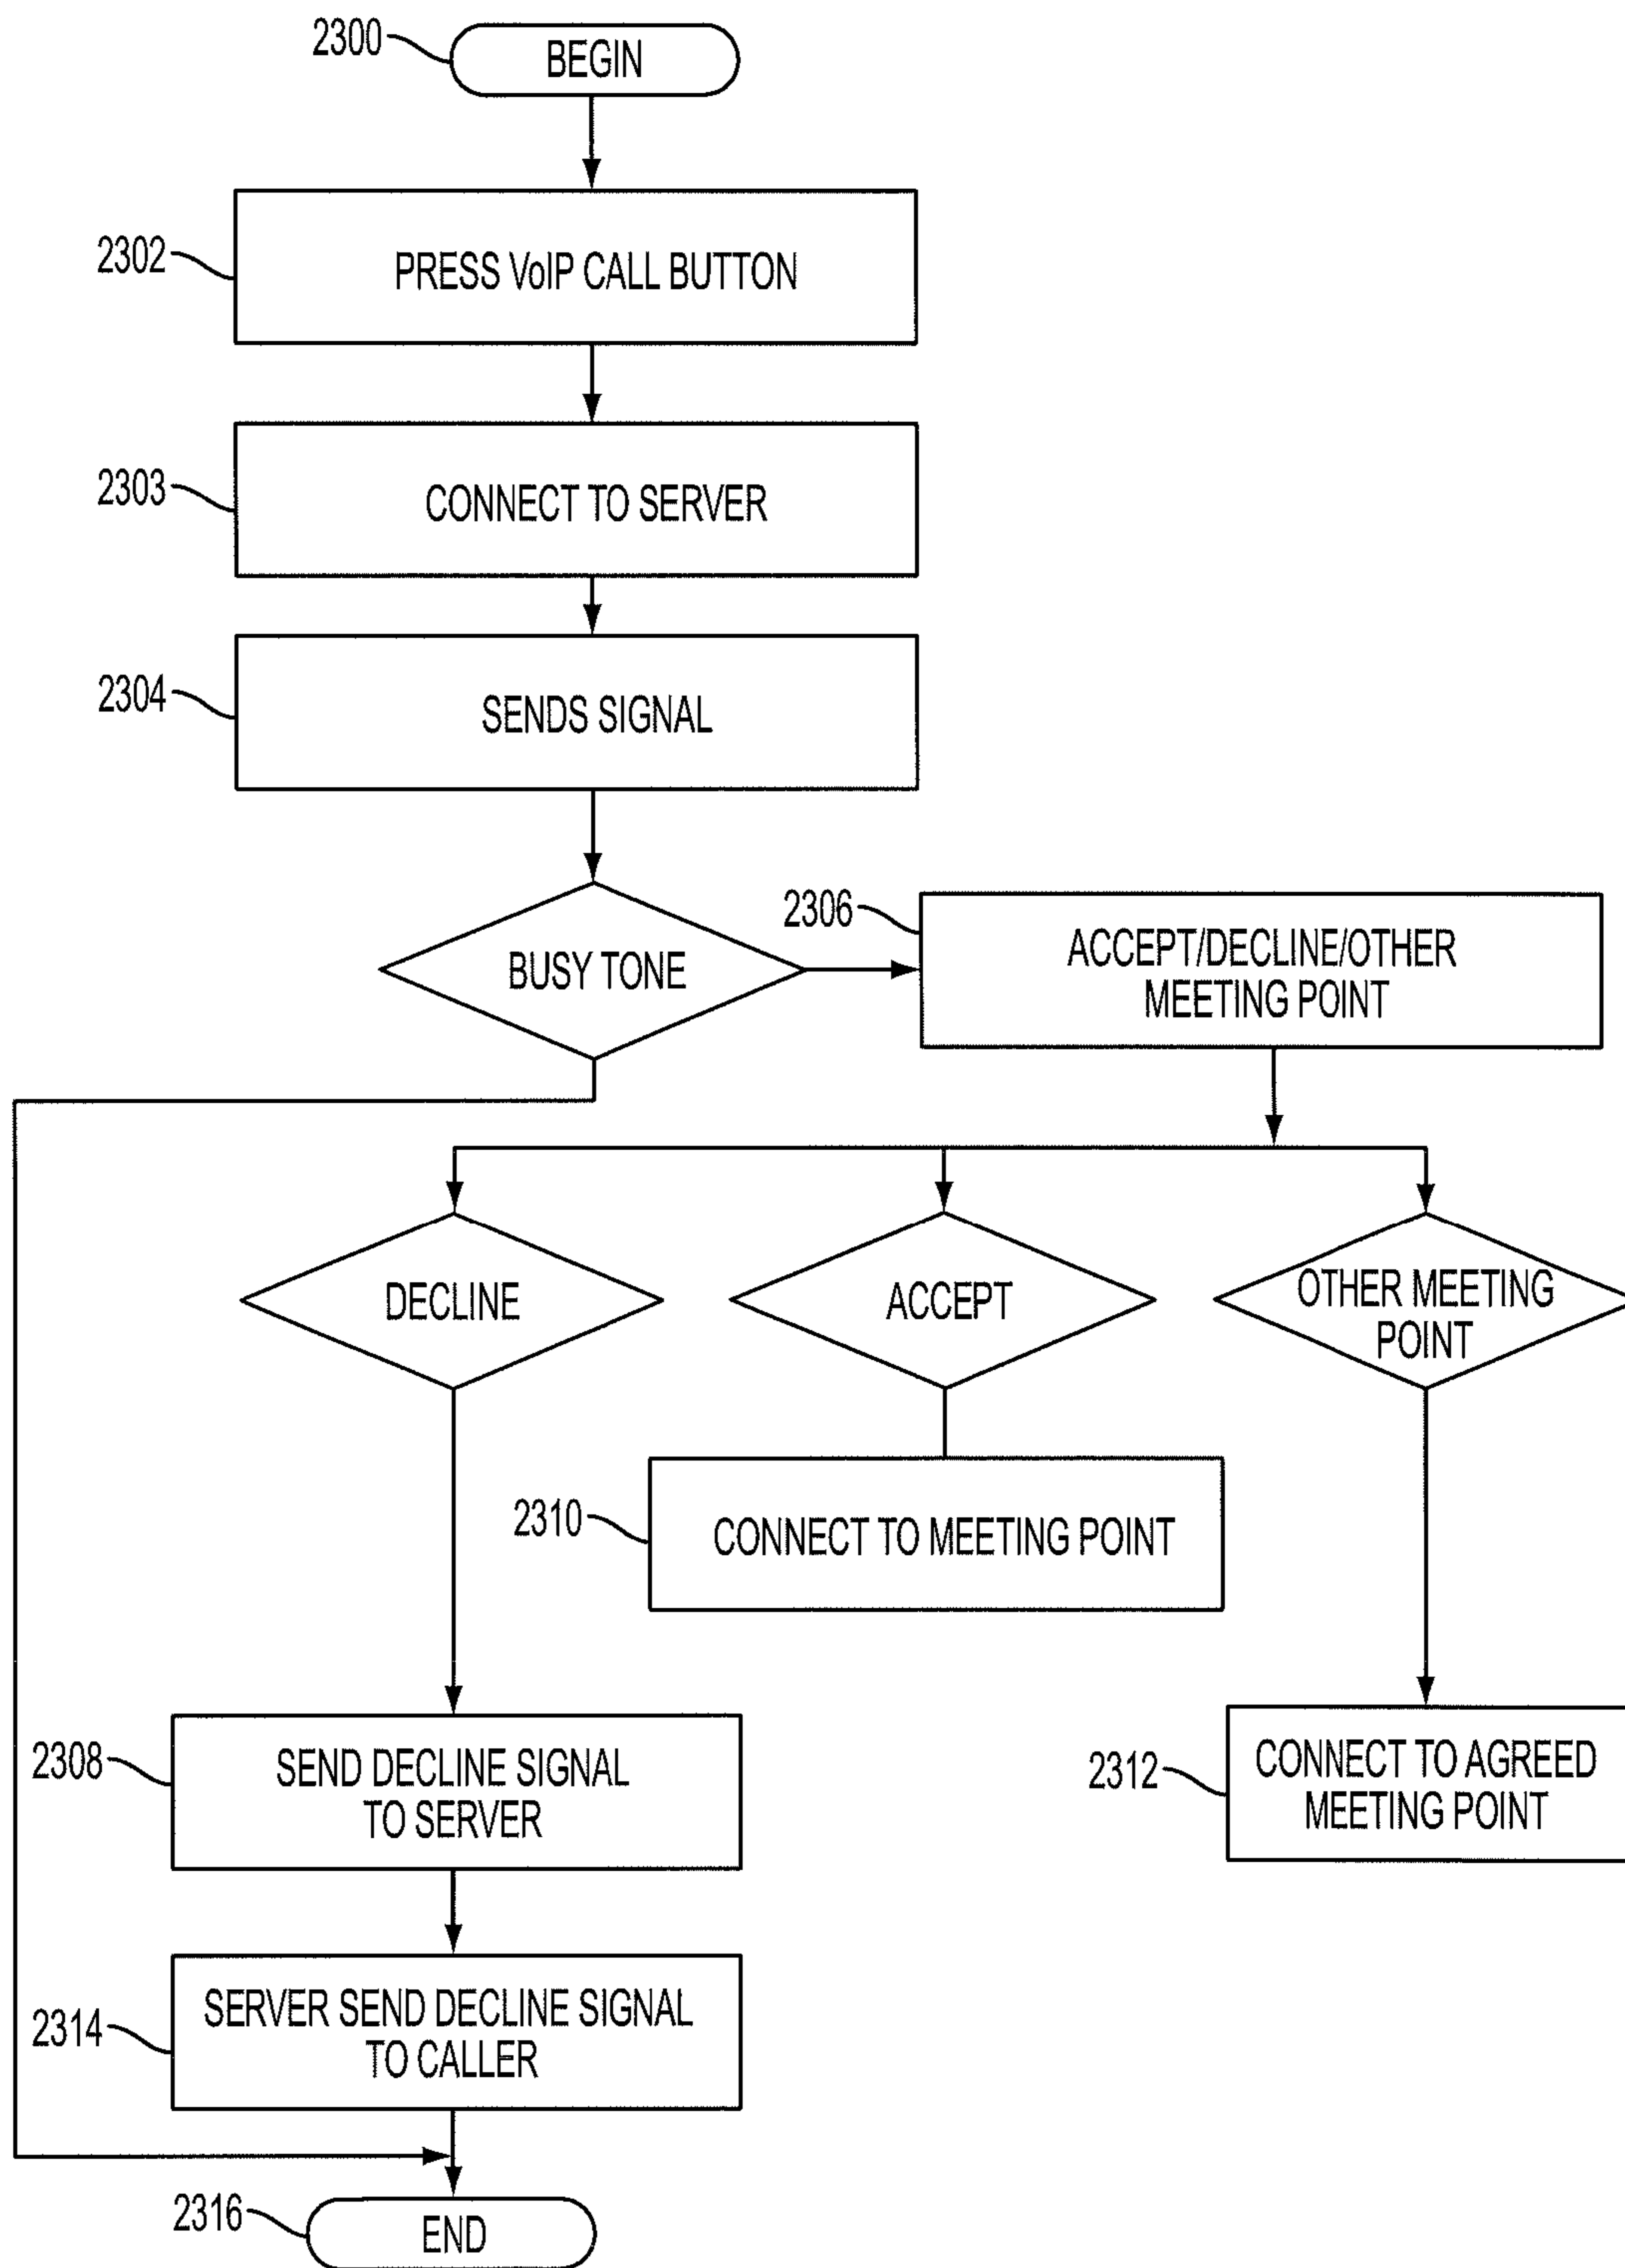 2300
BEGIN
2302
PRESS VoIP CALL BUTTON
2303
CONNECT TO SERVER
2304
SENDS SIGNAL
BUSY TONE
2306
ACCEPT/DECLINE/OTHER
MEETING POINT
DECLINE
ACCEPT
OTHER MEETING
POINT
2310
CONNECT TO MEETING POINT
2308
SEND DECLINE SIGNAL
TO SERVER
2312
CONNECT TO AGREED
MEETING POINT
2314
SERVER SEND DECLINE SIGNAL
TO CALLER
2316
END